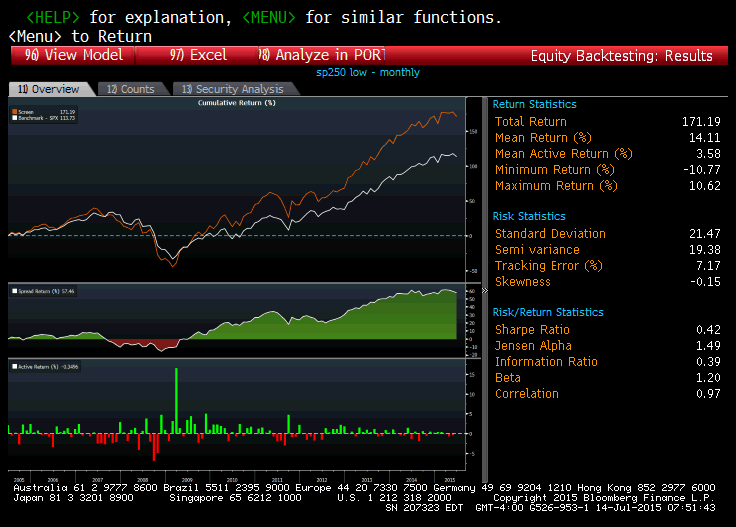 <HELP> for explanation, <MENU> for similar functions.
<Menu> to Return
96) View Model 97) Excel 98) Analyze in PORT Equity Backtesting: Results
sp250 low - monthly
11) Overview 12) Counts 13) Security Analysis
Cumulative Return (%)
Screen 171.19
Benchmark - SPX 113.73
150
100
50
0
-50
Spread Return (%) 57.46
60
50
40
30
20
10
0
-10
-20
Active Return (%) -0.3496
15
10
5
0
-5
2005 2006 2007 2008 2009 2010 2011 2012 2013 2014 2015
Return Statistics
Total Return 171.19
Mean Return (%) 14.11
Mean Active Return (%) 3.58
Minimum Return (%) -10.77
Maximum Return (%) 10.62
Risk Statistics
Standard Deviation 21.47
Semi variance 19.38
Tracking Error (%) 7.17
Skewness -0.15
Risk/Return Statistics
Sharpe Ratio 0.42
Jensen Alpha 1.49
Information Ratio 0.39
Beta 1.20
Correlation 0.97
Australia 61 2 9777 8600 Brazil 5511 2395 9000 Europe 44 20 7330 7500 Germany 49 69 9204 1210 Hong Kong 852 2977 6000
Japan 81 3 3201 8900 Singapore 65 6212 1000 U.S. 1 212 318 2000 Copyright 2015 Bloomberg Finance L.P.
SN 207323 EDT GMT-4:00 G526-953-1 14-Jul-2015 07:51:43